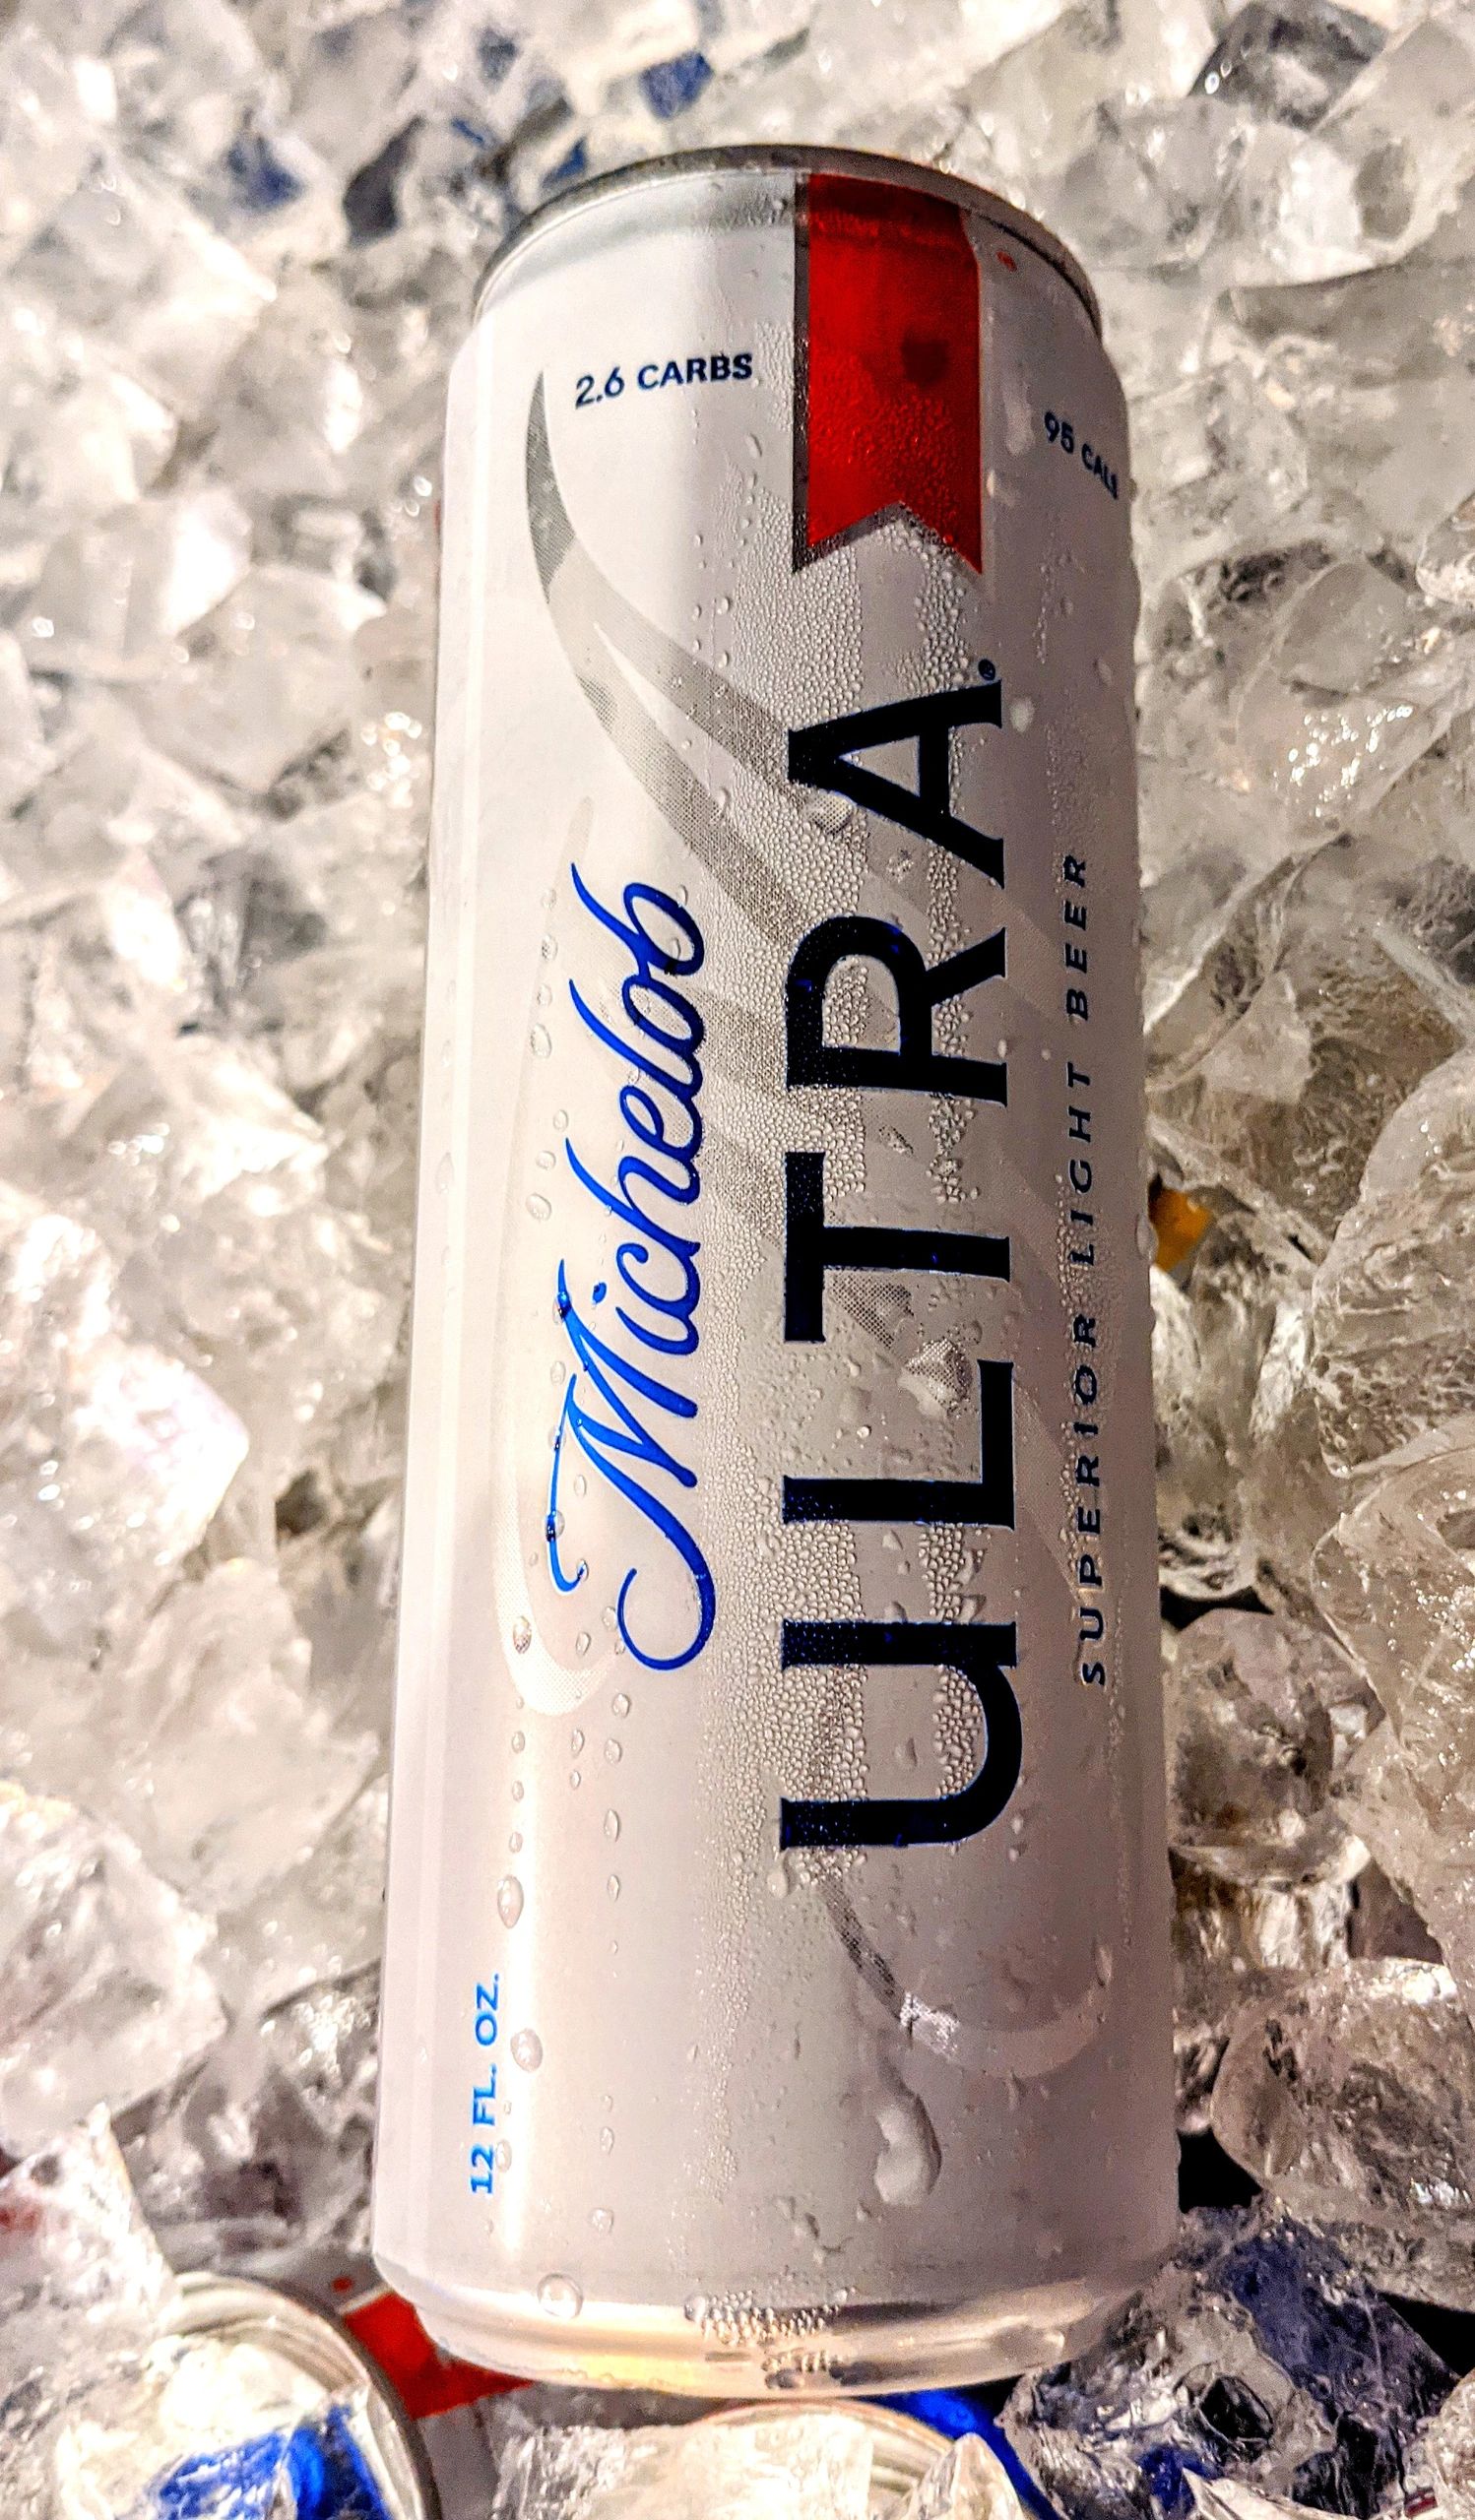 2.6 CARBS
95 CALS
Michelob
ULTRA®
SUPERIOR LIGHT BEER
12 FL. OZ.